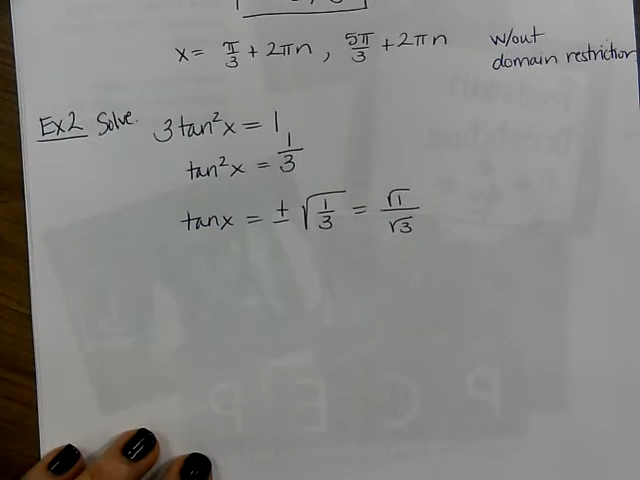 x = π/3 + 2πn , 5π/3 + 2πn w/out
domain restriction
Ex2 Solve. 3tan²x = 1
tan²x = 1/3
tanx = ± √(1/3) = √1/√3